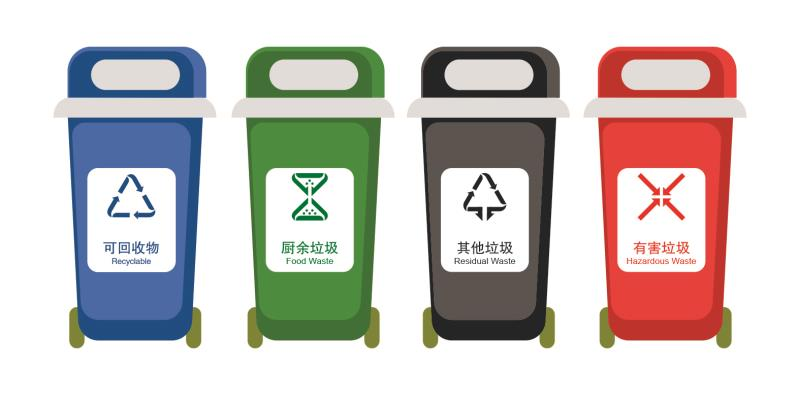 可回收物
Recyclable
厨余垃圾
Food Waste
其他垃圾
Residual Waste
有害垃圾
Hazardous Waste